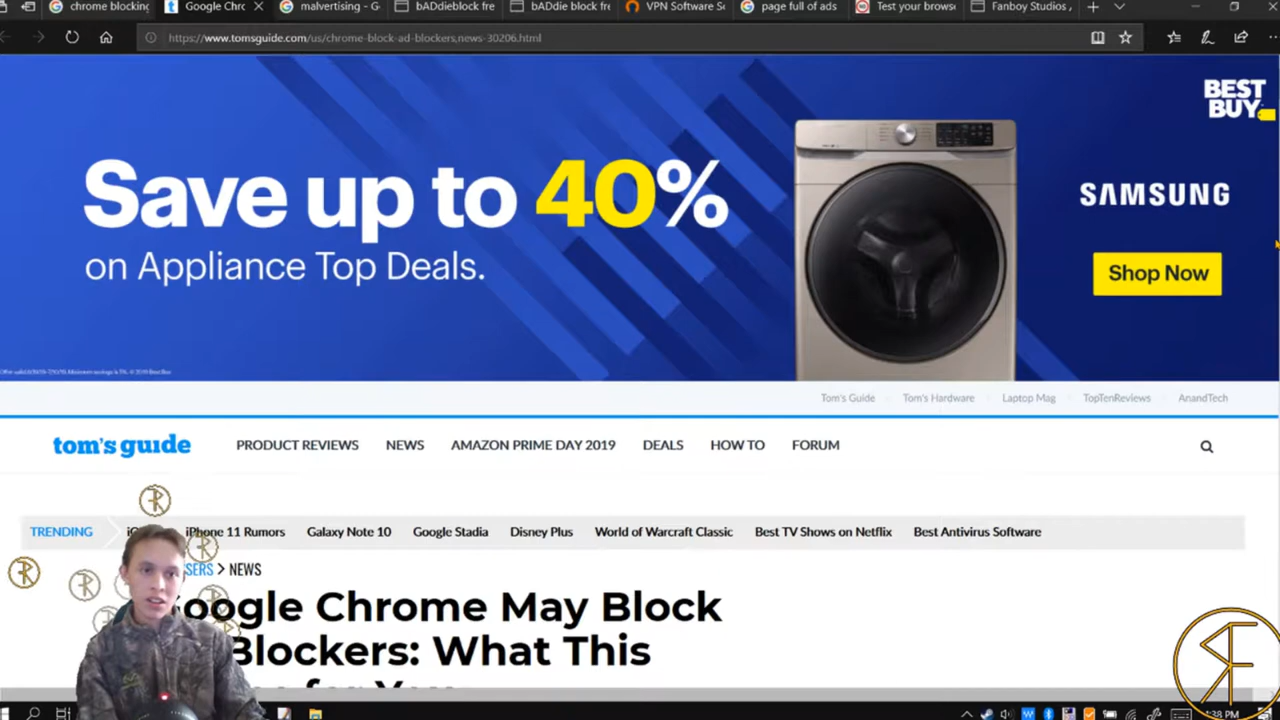 chrome blocking
Google Chro
malvertising - G
bADdieblock fre
bADdie block fre
VPN Software So
page full of ads
Test your brows
Fanboy Studios
https://www.tomsguide.com/us/chrome-block-ad-blockers,news-30206.html
BEST
BUY
Save up to 40%
on Appliance Top Deals.
SAMSUNG
Shop Now
Tom's Guide
Tom's Hardware
Laptop Mag
TopTenReviews
AnandTech
tom's guide
PRODUCT REVIEWS
NEWS
AMAZON PRIME DAY 2019
DEALS
HOW TO
FORUM
TRENDING
iPhone 11 Rumors
Galaxy Note 10
Google Stadia
Disney Plus
World of Warcraft Classic
Best TV Shows on Netflix
Best Antivirus Software
SERS > NEWS
oogle Chrome May Block
Blockers: What This
:38 PM